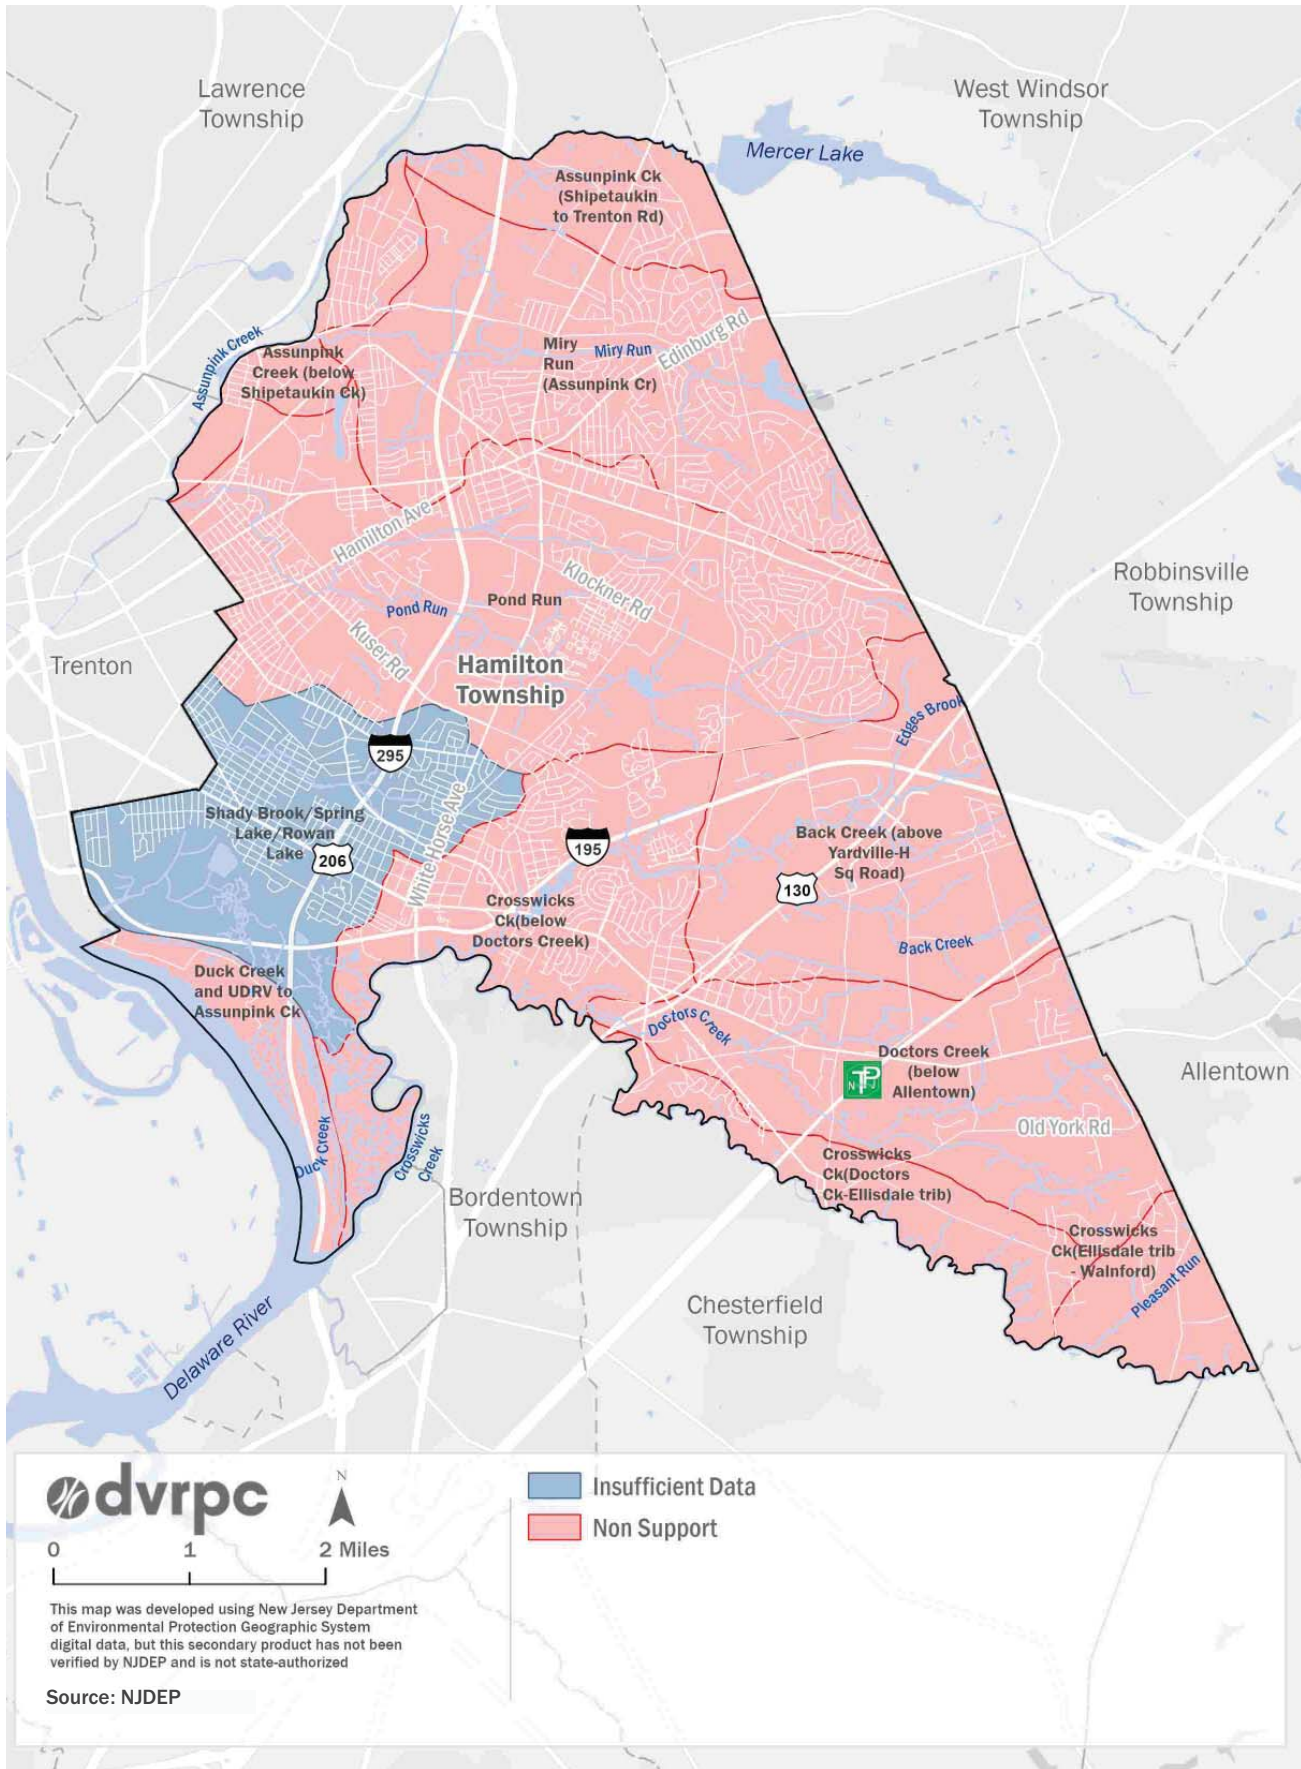 Lawrence
Township
West Windsor
Township
Mercer Lake
Assunpink Ck
(Shipetaukin
to Trenton Rd)
Assunpink Creek
Assunpink
Creek (below
Shipetaukin Ck)
Miry
Run
(Assunpink Cr)
Miry Run
Edinburg Rd
Hamilton Ave
Klockner Rd
Robbinsville
Township
Pond Run
Pond Run
Kuser Rd
Trenton
Hamilton
Township
Edges Brook
295
White Horse Ave
Shady Brook/Spring
Lake/Rowan
Lake
206
195
Back Creek (above
Yardville-H
Sq Road)
130
Crosswicks
Ck(below
Doctors Creek)
Back Creek
Duck Creek
and UDRV to
Assunpink Ck
Doctors Creek
Doctors Creek
(below
Allentown)
N TP J
Allentown
Old York Rd
Duck Creek
Crosswicks
Creek
Crosswicks
Ck(Doctors
Ck-Ellisdale trib)
Bordentown
Township
Crosswicks
Ck(Ellisdale trib
- Walnford)
Pleasant Run
Chesterfield
Township
Delaware River
dvrpc
N
0 1 2 Miles
This map was developed using New Jersey Department
of Environmental Protection Geographic System
digital data, but this secondary product has not been
verified by NJDEP and is not state-authorized
Source: NJDEP
Insufficient Data
Non Support